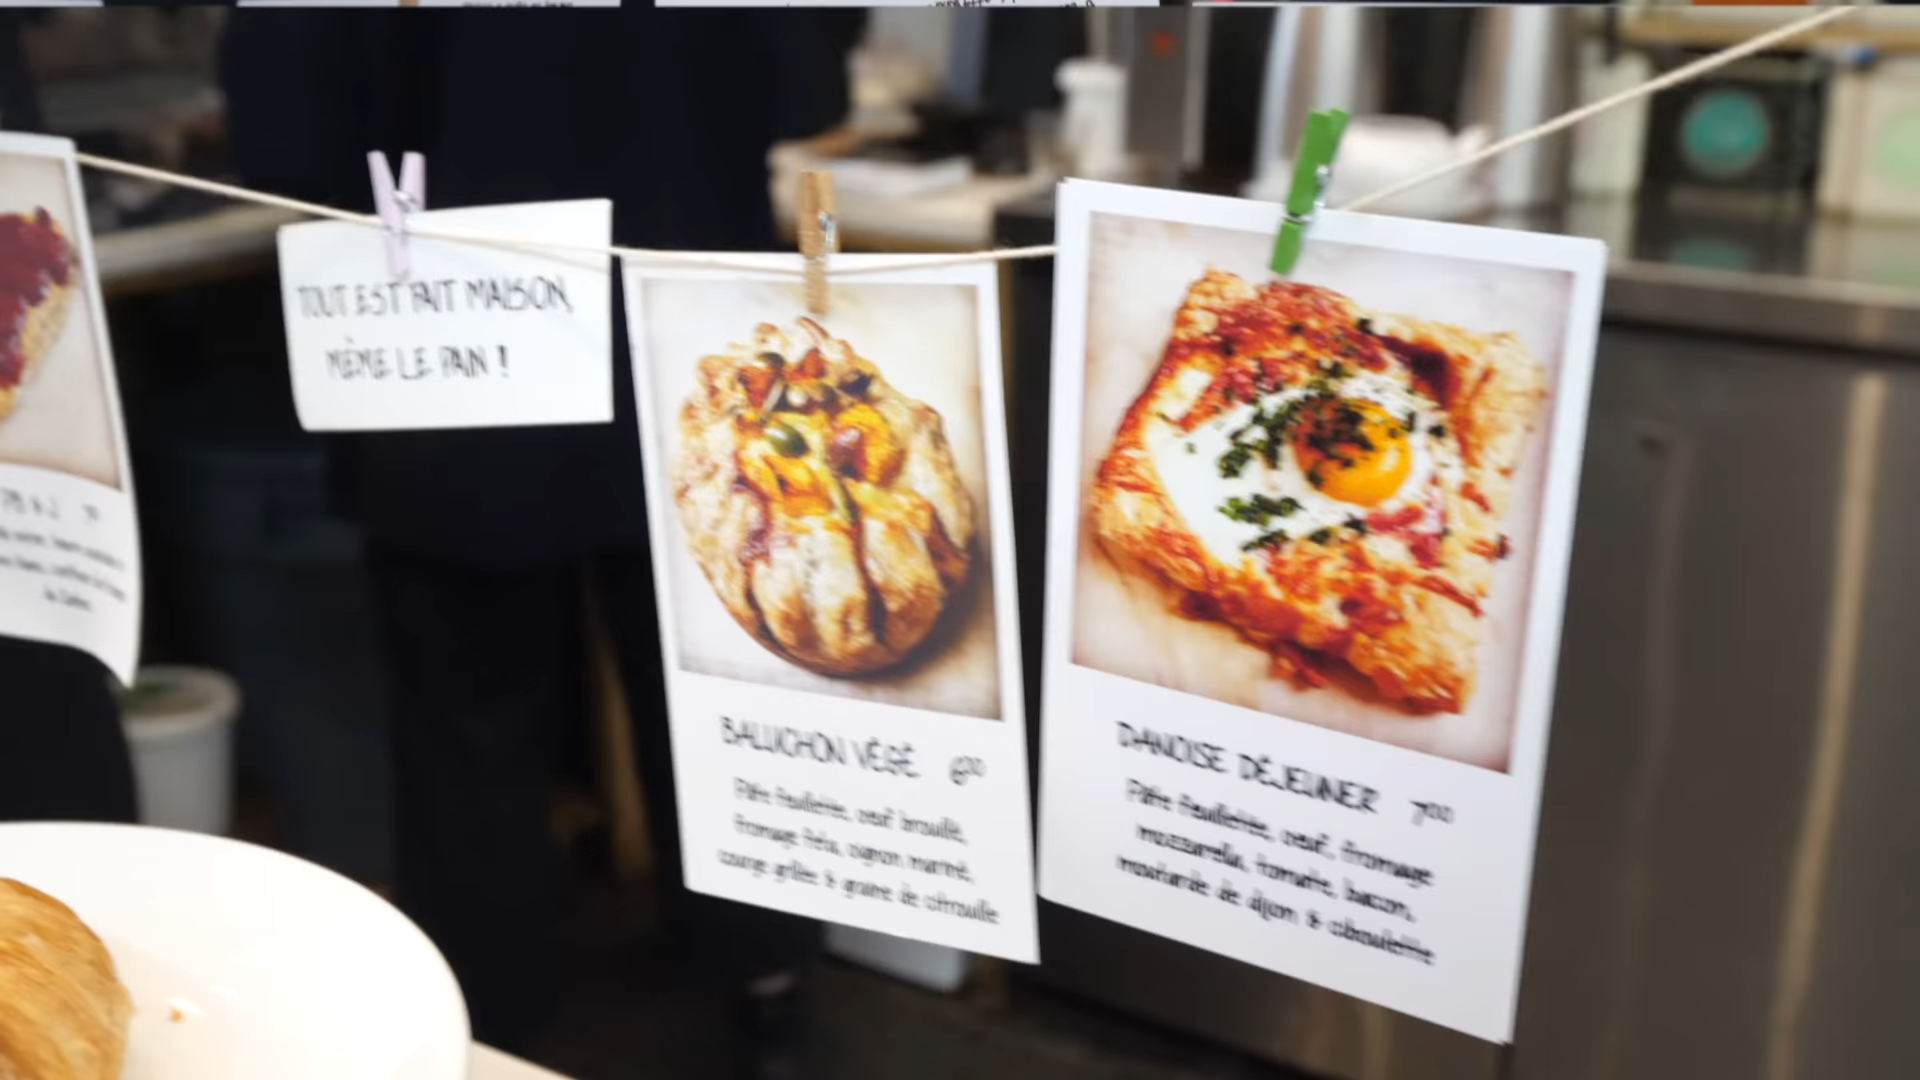 TOUT EST FAIT MAISON,
MÊME LE PAIN !
BALUCHON VÉGÉ 6⁰⁰
Pâte feuilletée, oeuf brouillé,
fromage feta, oignon mariné,
courge grillée & graine de citrouille
DANOISE DÉJEUNER 7⁰⁰
Pâte feuilletée, oeuf, fromage
mozzarella, tomate, bacon,
moutarde de dijon & ciboulette